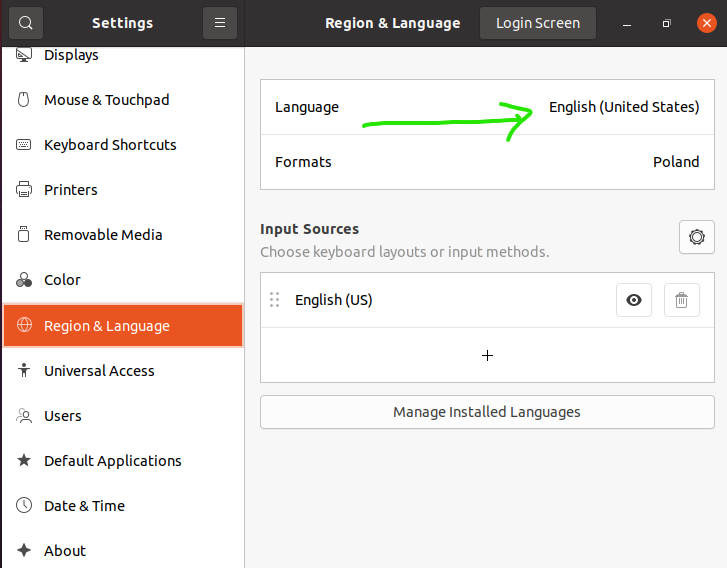 Settings
Region & Language
Login Screen
Displays
Mouse & Touchpad
Keyboard Shortcuts
Printers
Removable Media
Color
Region & Language
Universal Access
Users
Default Applications
Date & Time
About
Language
English (United States)
Formats
Poland
Input Sources
Choose keyboard layouts or input methods.
English (US)
Manage Installed Languages